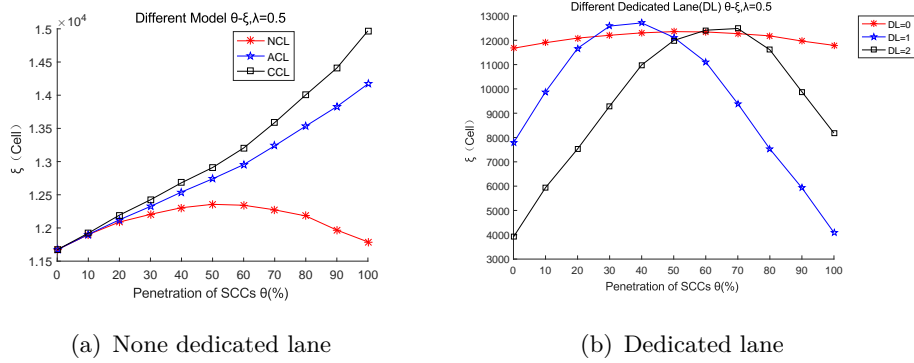 Different Model θ-ξ,λ=0.5
×10⁴
1.5
1.45
1.4
1.35
1.3
1.25
1.2
1.15
ξ（Cell）
NCL
ACL
CCL
0 10 20 30 40 50 60 70 80 90 100
Penetration of SCCs θ(%)
(a) None dedicated lane
Different Dedicated Lane(DL) θ-ξ,λ=0.5
13000
12000
11000
10000
9000
8000
7000
6000
5000
4000
3000
ξ（Cell）
DL=0
DL=1
DL=2
0 10 20 30 40 50 60 70 80 90 100
Penetration of SCCs θ(%)
(b) Dedicated lane